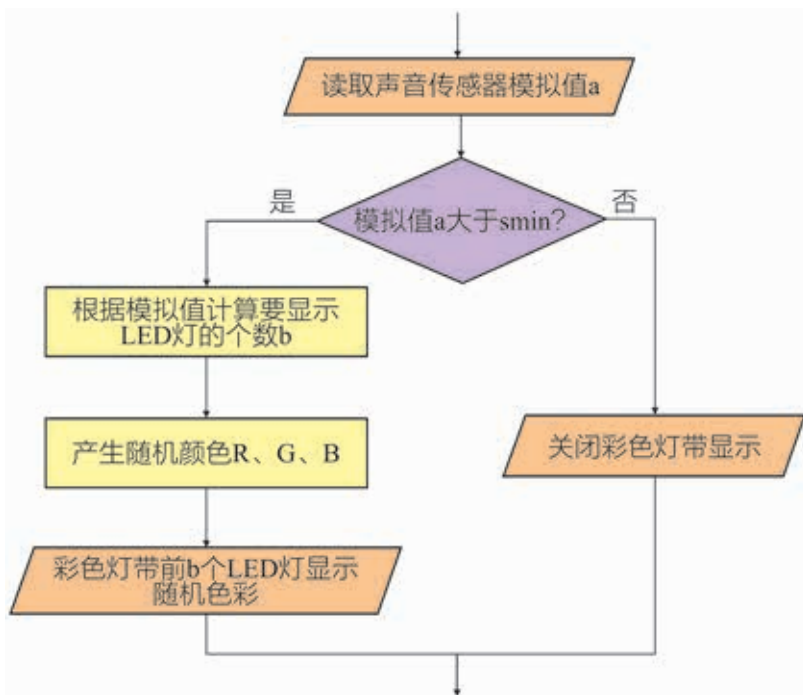 读取声音传感器模拟值a
模拟值a大于smin?
是
否
根据模拟值计算要显示
LED灯的个数b
产生随机颜色R、G、B
关闭彩色灯带显示
彩色灯带前b个LED灯显示
随机色彩